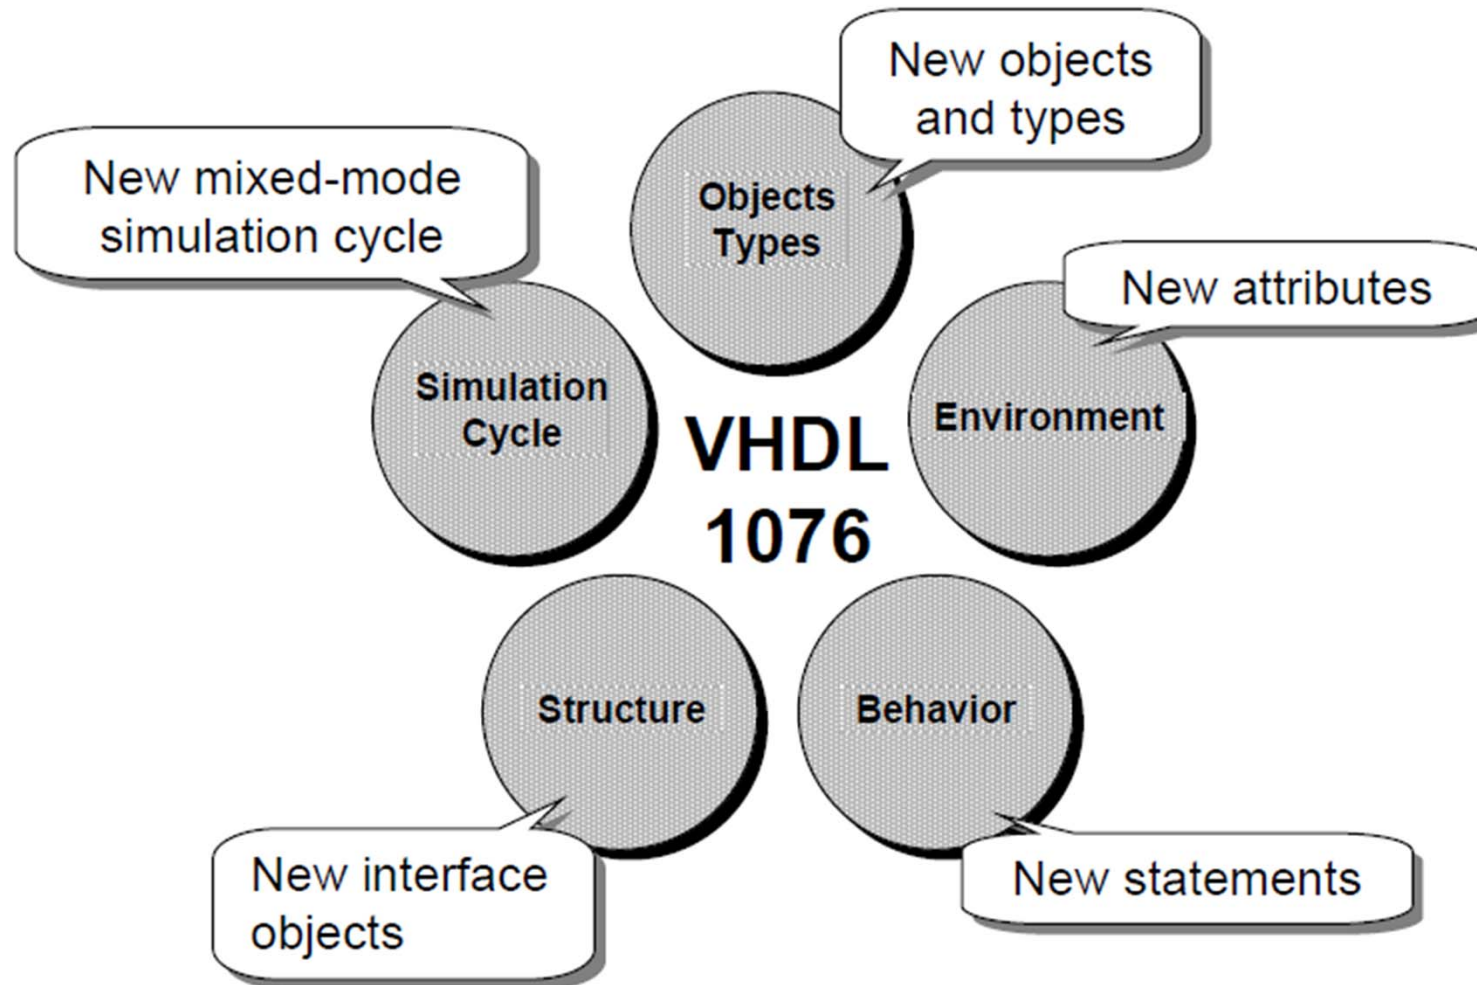 New objects
and types
New mixed-mode
simulation cycle
Objects
Types
New attributes
Simulation
Cycle
Environment
VHDL
1076
Structure
Behavior
New interface
objects
New statements